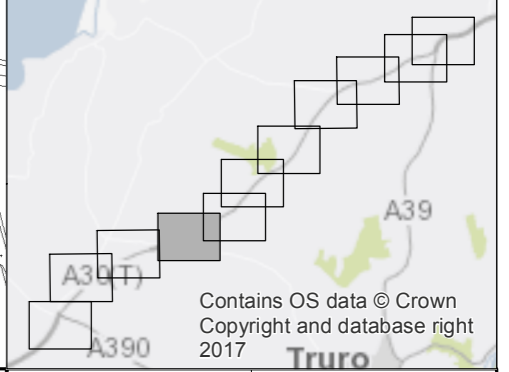 A39
A30(T)
Contains OS data © Crown
Copyright and database right
2017
A390
Truro